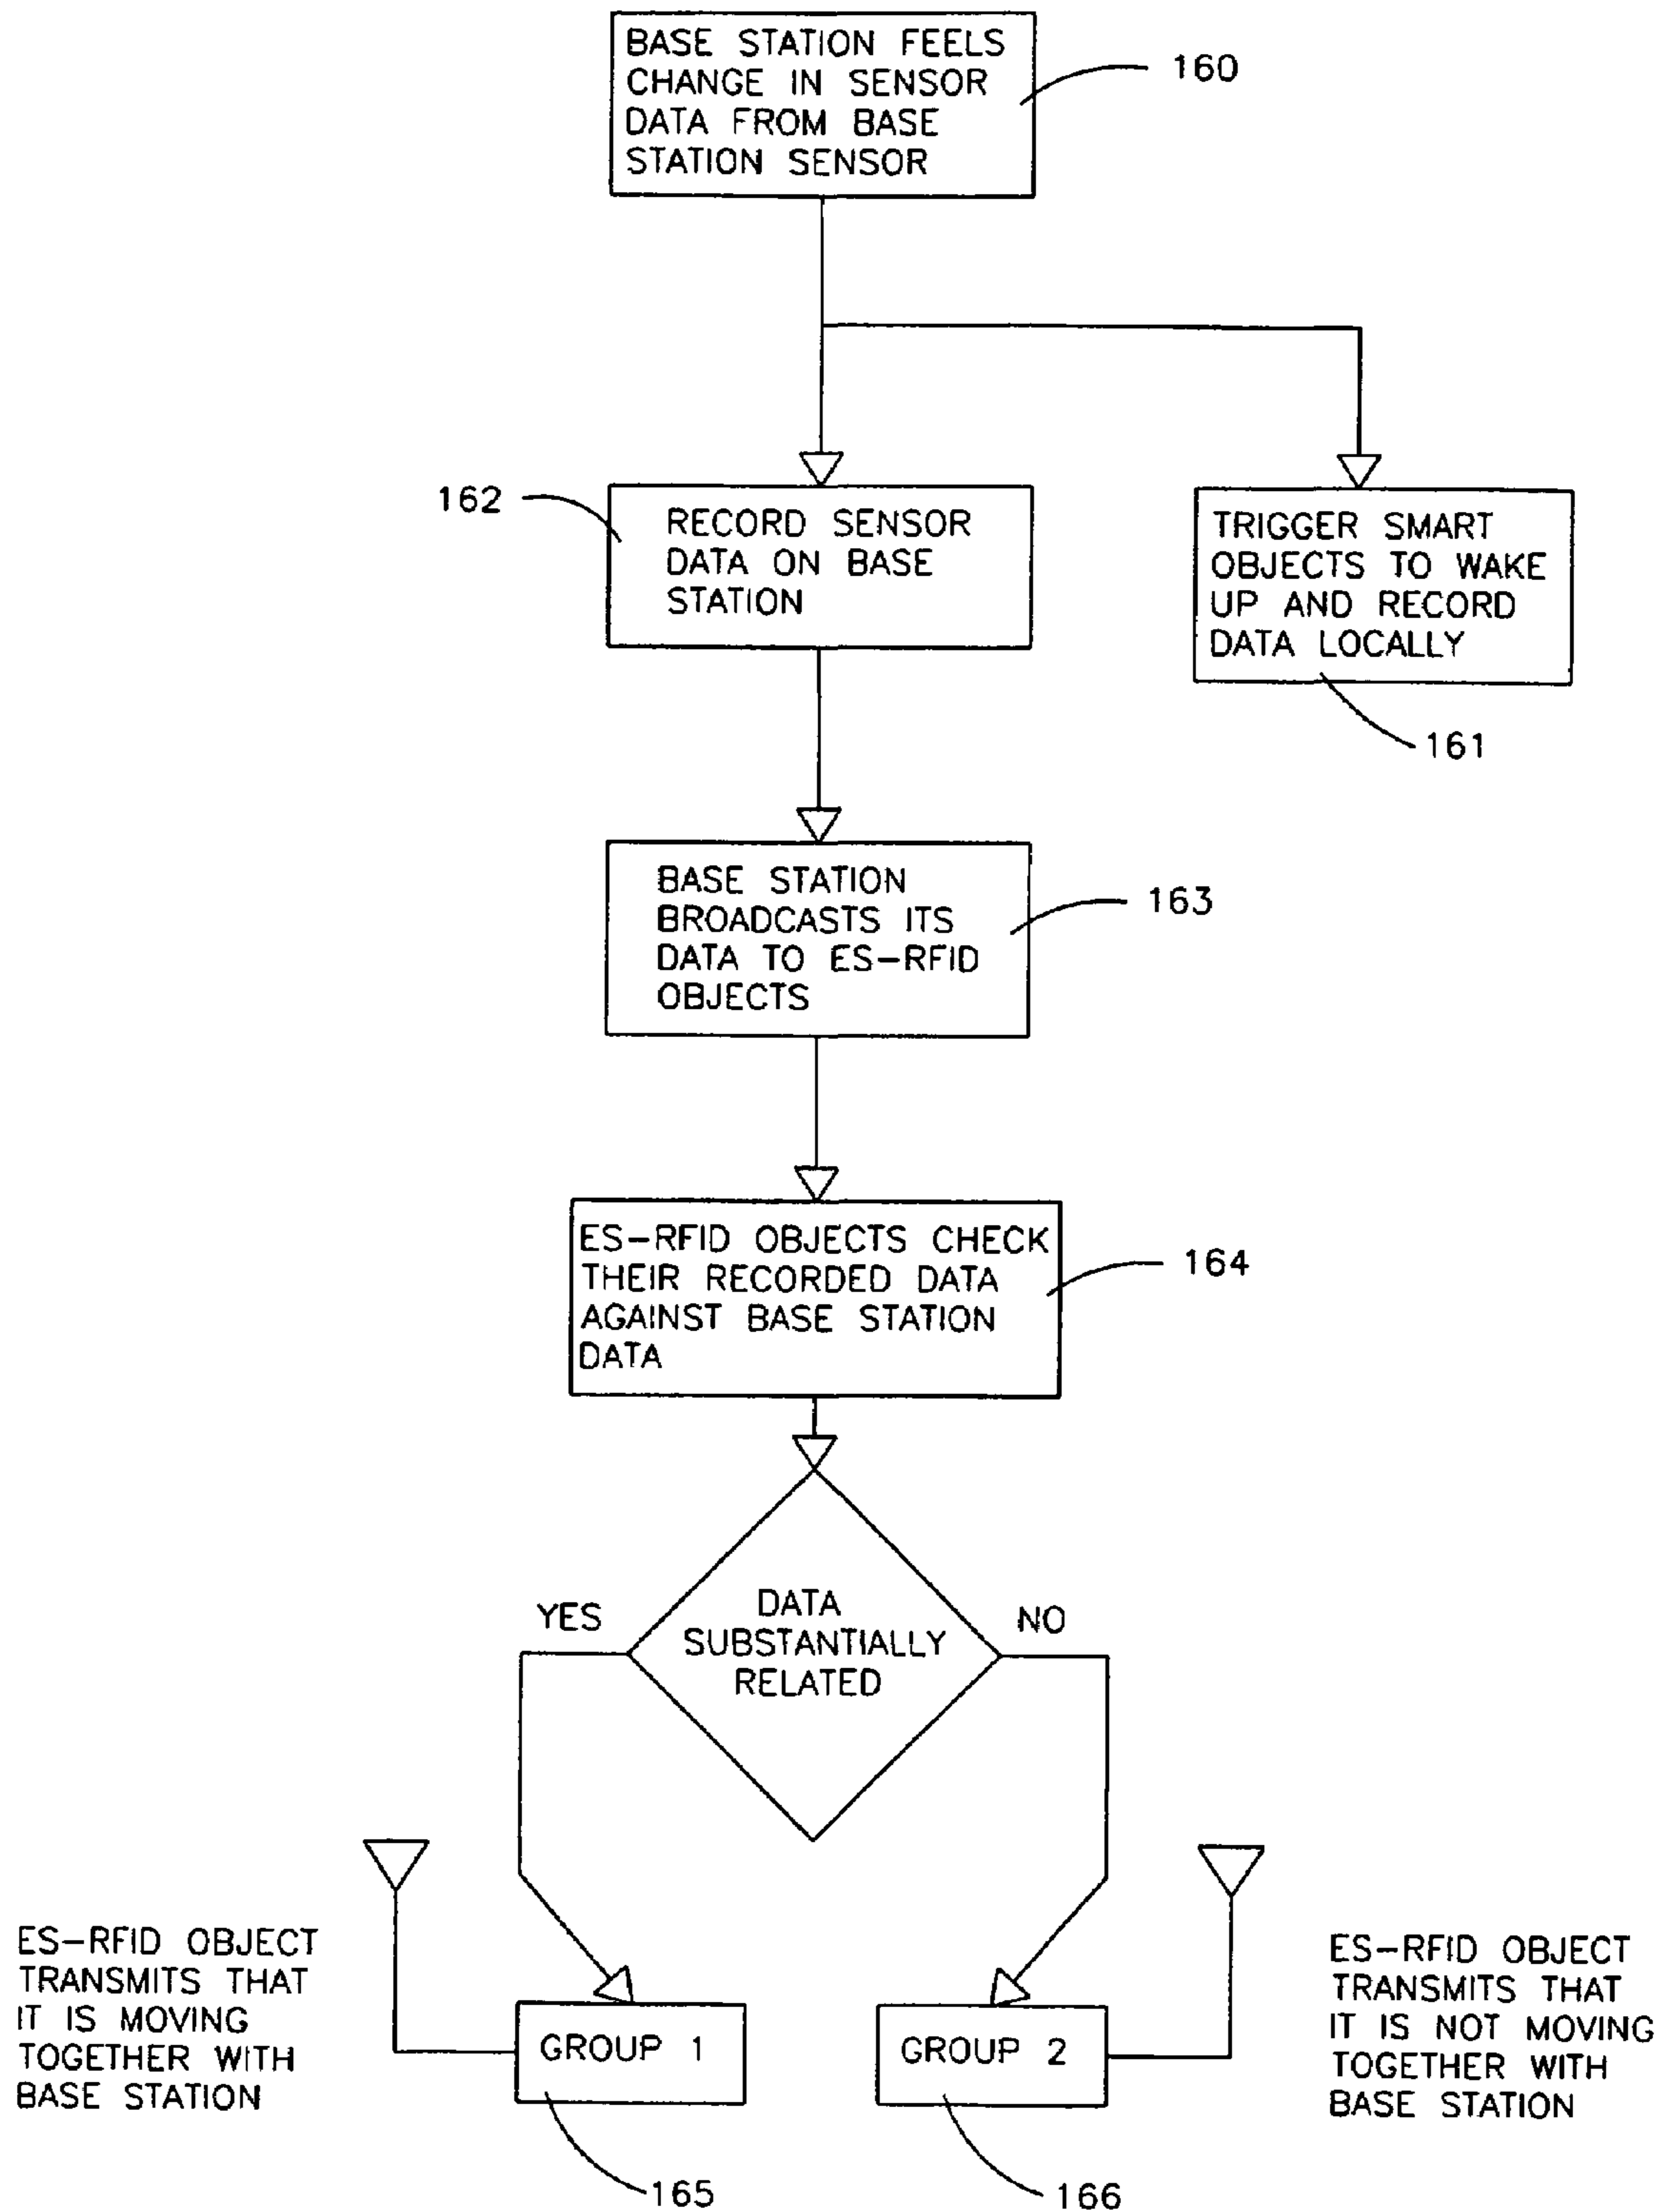 BASE STATION FEELS
CHANGE IN SENSOR
DATA FROM BASE
STATION SENSOR
160
162
RECORD SENSOR
DATA ON BASE
STATION
TRIGGER SMART
OBJECTS TO WAKE
UP AND RECORD
DATA LOCALLY
161
BASE STATION
BROADCASTS ITS
DATA TO ES-RFID
OBJECTS
163
ES-RFID OBJECTS CHECK
THEIR RECORDED DATA
AGAINST BASE STATION
DATA
164
YES
DATA
SUBSTANTIALLY
RELATED
NO
ES-RFID OBJECT
TRANSMITS THAT
IT IS MOVING
TOGETHER WITH
BASE STATION
GROUP 1
165
GROUP 2
166
ES-RFID OBJECT
TRANSMITS THAT
IT IS NOT MOVING
TOGETHER WITH
BASE STATION